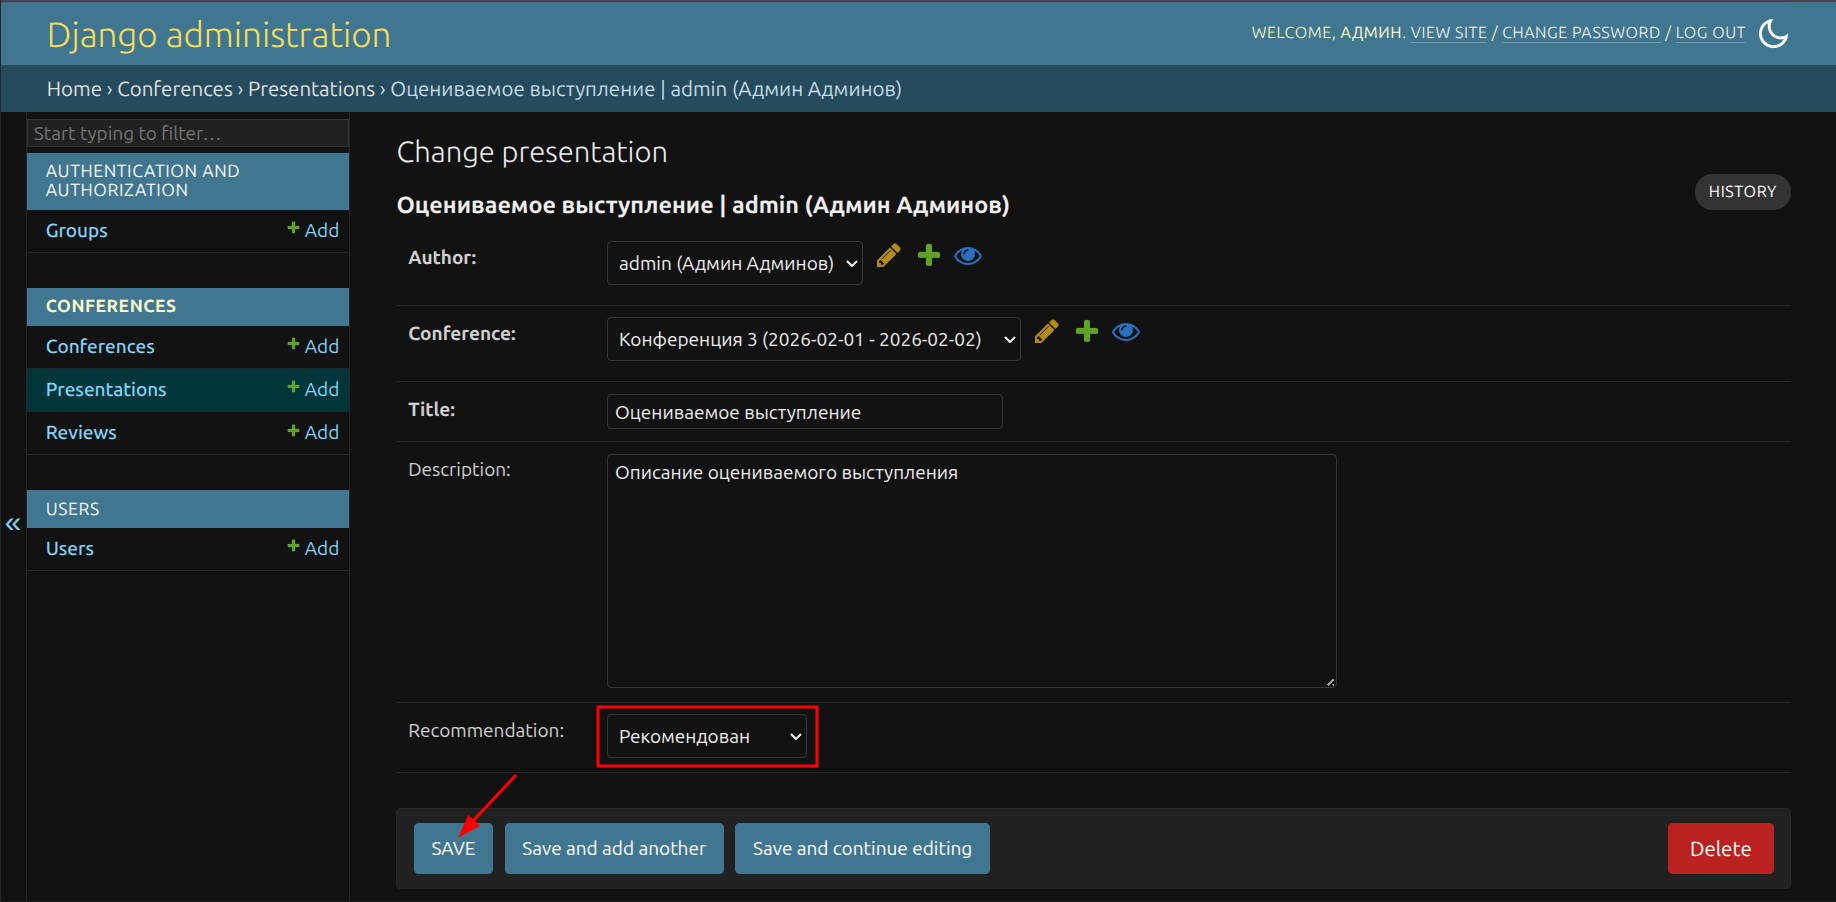 Django administration
WELCOME, АДМИН. VIEW SITE / CHANGE PASSWORD / LOG OUT
Home › Conferences › Presentations › Оцениваемое выступление | admin (Админ Админов)
Start typing to filter…
AUTHENTICATION AND
AUTHORIZATION
Groups + Add
CONFERENCES
Conferences + Add
Presentations + Add
Reviews + Add
USERS
Users + Add
«
Change presentation
Оцениваемое выступление | admin (Админ Админов)
HISTORY
Author: admin (Админ Админов)
Conference: Конференция 3 (2026-02-01 - 2026-02-02)
Title: Оцениваемое выступление
Description: Описание оцениваемого выступления
Recommendation: Рекомендован
SAVE Save and add another Save and continue editing Delete